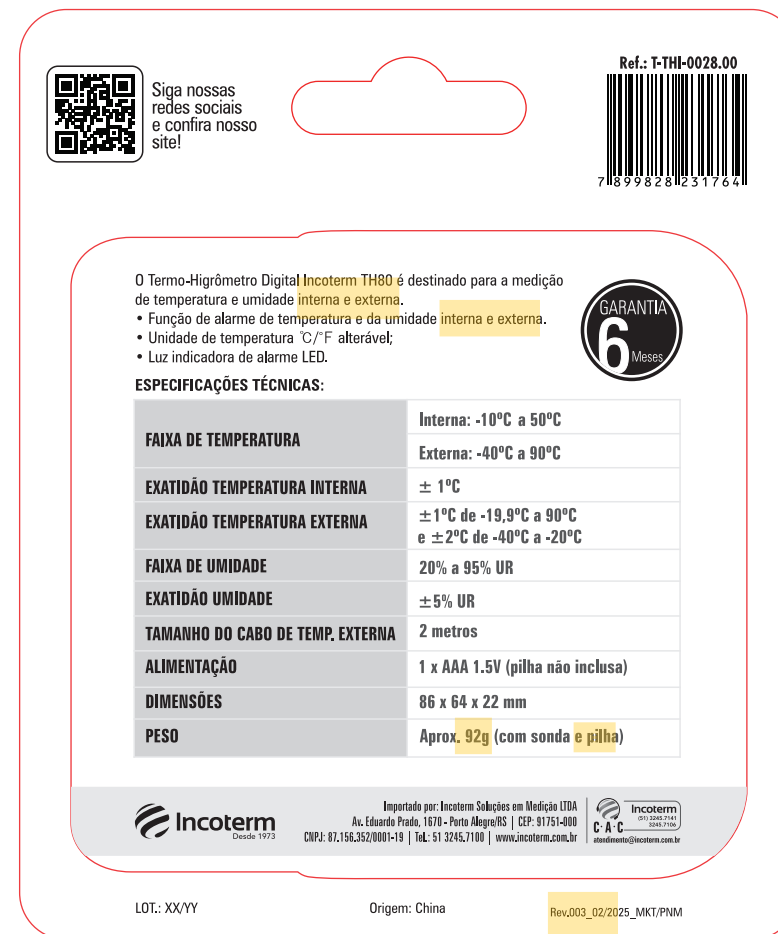 Siga nossas
redes sociais
e confira nosso
site!
Ref.: T-THI-0028.00
7 899828 231764
O Termo-Higrômetro Digital Incoterm TH80 é destinado para a medição
de temperatura e umidade interna e externa.
• Função de alarme de temperatura e da umidade interna e externa.
• Unidade de temperatura °C/°F alterável;
• Luz indicadora de alarme LED.
GARANTIA
6
Meses
ESPECIFICAÇÕES TÉCNICAS:
FAIXA DE TEMPERATURA
Interna: -10ºC a 50ºC
Externa: -40ºC a 90ºC
EXATIDÃO TEMPERATURA INTERNA ± 1ºC
EXATIDÃO TEMPERATURA EXTERNA ±1ºC de -19,9ºC a 90ºC
e ±2ºC de -40ºC a -20ºC
FAIXA DE UMIDADE 20% a 95% UR
EXATIDÃO UMIDADE ±5% UR
TAMANHO DO CABO DE TEMP. EXTERNA 2 metros
ALIMENTAÇÃO 1 x AAA 1.5V (pilha não inclusa)
DIMENSÕES 86 x 64 x 22 mm
PESO Aprox. 92g (com sonda e pilha)
Incoterm
Desde 1973
Importado por: Incoterm Soluções em Medição LTDA
Av. Eduardo Prado, 1670 - Porto Alegre/RS | CEP: 91751-000
CNPJ: 87.156.352/0001-19 | Tel.: 51 3245.7100 | www.incoterm.com.br
C·A·C
Incoterm
(51) 3245.7141
3245.7106
atendimento@incoterm.com.br
LOT.: XX/YY
Origem: China
Rev.003_02/2025_MKT/PNM